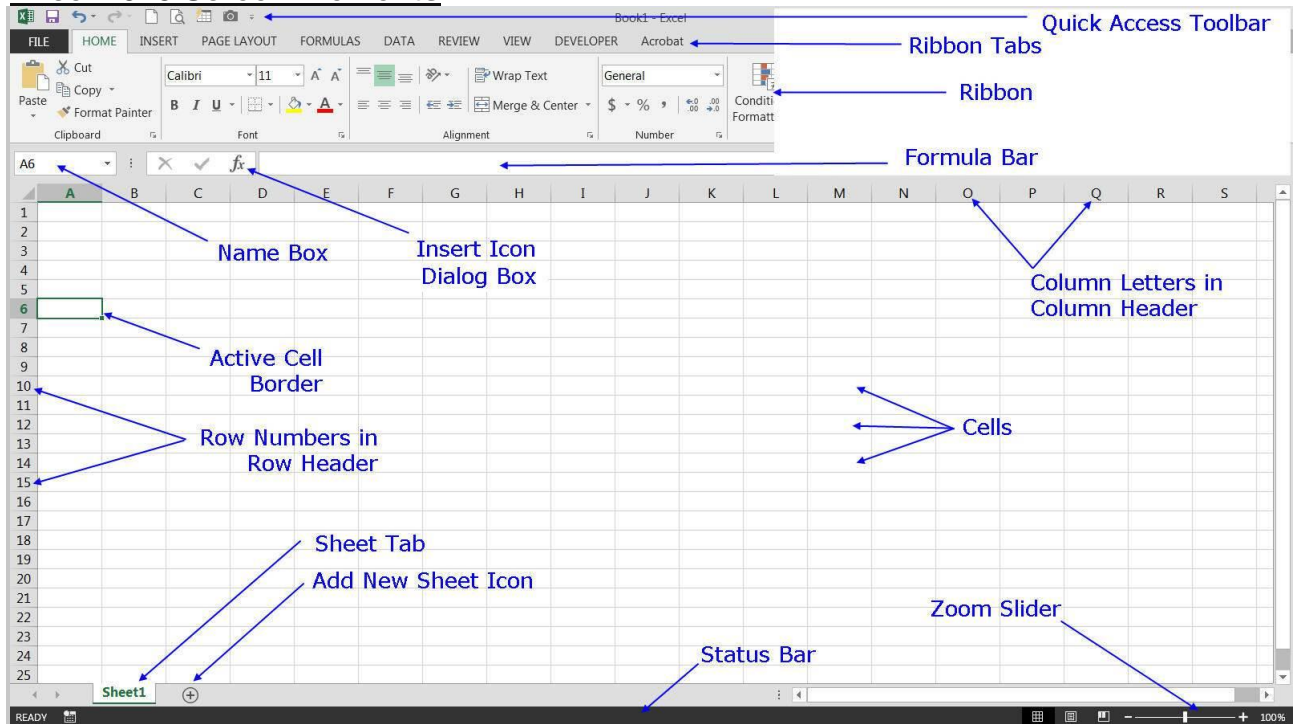 Book1 - Excel
Quick Access Toolbar
FILE HOME INSERT PAGE LAYOUT FORMULAS DATA REVIEW VIEW DEVELOPER Acrobat
Ribbon Tabs
Cut
Calibri 11 A A Wrap Text General
Copy
Ribbon
Paste
B I U A Merge & Center $ % , .0 .00 .00 .0 Conditi
Format Painter
Formatt
Clipboard Font Alignment Number
A6 fx
Formula Bar
A B C D E F G H I J K L M N O P Q R S
1
2
3
Name Box Insert Icon
4
Dialog Box
Column Letters in
5
6
Column Header
7
8
Active Cell
9
10
Border
11
12
Cells
13
Row Numbers in
14
Row Header
15
16
17
18
Sheet Tab
19
20
Add New Sheet Icon
21
22
Zoom Slider
23
24
Status Bar
25
Sheet1
READY 100%